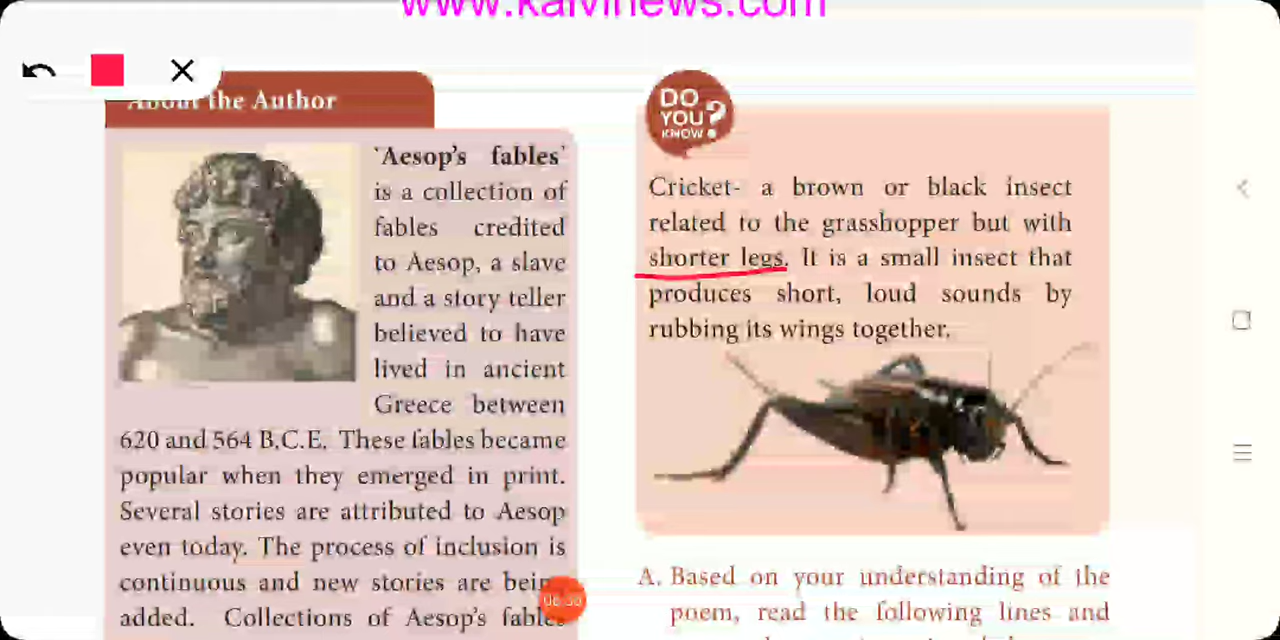 www.kalvinews.com
About the Author
'Aesop's fables'
is a collection of
fables credited
to Aesop, a slave
and a story teller
believed to have
lived in ancient
Greece between
620 and 564 B.C.E. These fables became
popular when they emerged in print.
Several stories are attributed to Aesop
even today. The process of inclusion is
continuous and new stories are being
added. Collections of Aesop's fables
DO
YOU
KNOW
?
Cricket- a brown or black insect
related to the grasshopper but with
shorter legs. It is a small insect that
produces short, loud sounds by
rubbing its wings together.
A. Based on your understanding of the
poem, read the following lines and